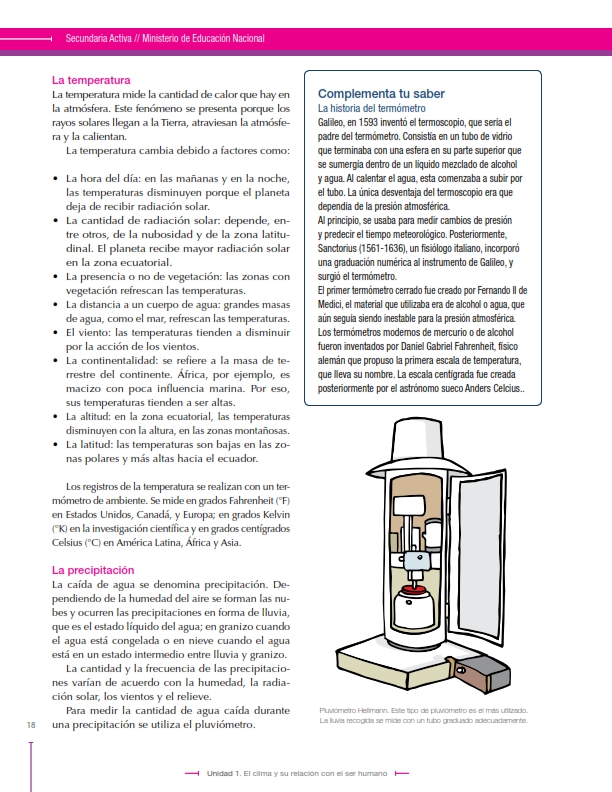 Secundaria Activa // Ministerio de Educación Nacional
La temperatura
La temperatura mide la cantidad de calor que hay en
la atmósfera. Este fenómeno se presenta porque los
rayos solares llegan a la Tierra, atraviesan la atmósfe-
ra y la calientan.
La temperatura cambia debido a factores como:
• La hora del día: en las mañanas y en la noche,
las temperaturas disminuyen porque el planeta
deja de recibir radiación solar.
• La cantidad de radiación solar: depende, en-
tre otros, de la nubosidad y de la zona latitu-
dinal. El planeta recibe mayor radiación solar
en la zona ecuatorial.
• La presencia o no de vegetación: las zonas con
vegetación refrescan las temperaturas.
• La distancia a un cuerpo de agua: grandes masas
de agua, como el mar, refrescan las temperaturas.
• El viento: las temperaturas tienden a disminuir
por la acción de los vientos.
• La continentalidad: se refiere a la masa de te-
rrestre del continente. África, por ejemplo, es
macizo con poca influencia marina. Por eso,
sus temperaturas tienden a ser altas.
• La altitud: en la zona ecuatorial, las temperaturas
disminuyen con la altura, en las zonas montañosas.
• La latitud: las temperaturas son bajas en las zo-
nas polares y más altas hacia el ecuador.
Los registros de la temperatura se realizan con un ter-
mómetro de ambiente. Se mide en grados Fahrenheit (°F)
en Estados Unidos, Canadá, y Europa; en grados Kelvin
(°K) en la investigación científica y en grados centígrados
Celsius (°C) en América Latina, África y Asia.
La precipitación
La caída de agua se denomina precipitación. De-
pendiendo de la humedad del aire se forman las nu-
bes y ocurren las precipitaciones en forma de lluvia,
que es el estado líquido del agua; en granizo cuando
el agua está congelada o en nieve cuando el agua
está en un estado intermedio entre lluvia y granizo.
La cantidad y la frecuencia de las precipitacio-
nes varían de acuerdo con la humedad, la radia-
ción solar, los vientos y el relieve.
Para medir la cantidad de agua caída durante
una precipitación se utiliza el pluviómetro.
Complementa tu saber
La historia del termómetro
Galileo, en 1593 inventó el termoscopio, que sería el
padre del termómetro. Consistía en un tubo de vidrio
que terminaba con una esfera en su parte superior que
se sumergía dentro de un líquido mezclado de alcohol
y agua. Al calentar el agua, esta comenzaba a subir por
el tubo. La única desventaja del termoscopio era que
dependía de la presión atmosférica.
Al principio, se usaba para medir cambios de presión
y predecir el tiempo meteorológico. Posteriormente,
Sanctorius (1561-1636), un fisiólogo italiano, incorporó
una graduación numérica al instrumento de Galileo, y
surgió el termómetro.
El primer termómetro cerrado fue creado por Fernando II de
Medici, el material que utilizaba era de alcohol o agua, que
aún seguía siendo inestable para la presión atmosférica.
Los termómetros modernos de mercurio o de alcohol
fueron inventados por Daniel Gabriel Fahrenheit, físico
alemán que propuso la primera escala de temperatura,
que lleva su nombre. La escala centígrada fue creada
posteriormente por el astrónomo sueco Anders Celcius..
Pluviómetro Hellmann. Este tipo de pluviómetro es el más utilizado.
La lluvia recogida se mide con un tubo graduado adecuadamente.
18
Unidad 1. El clima y su relación con el ser humano